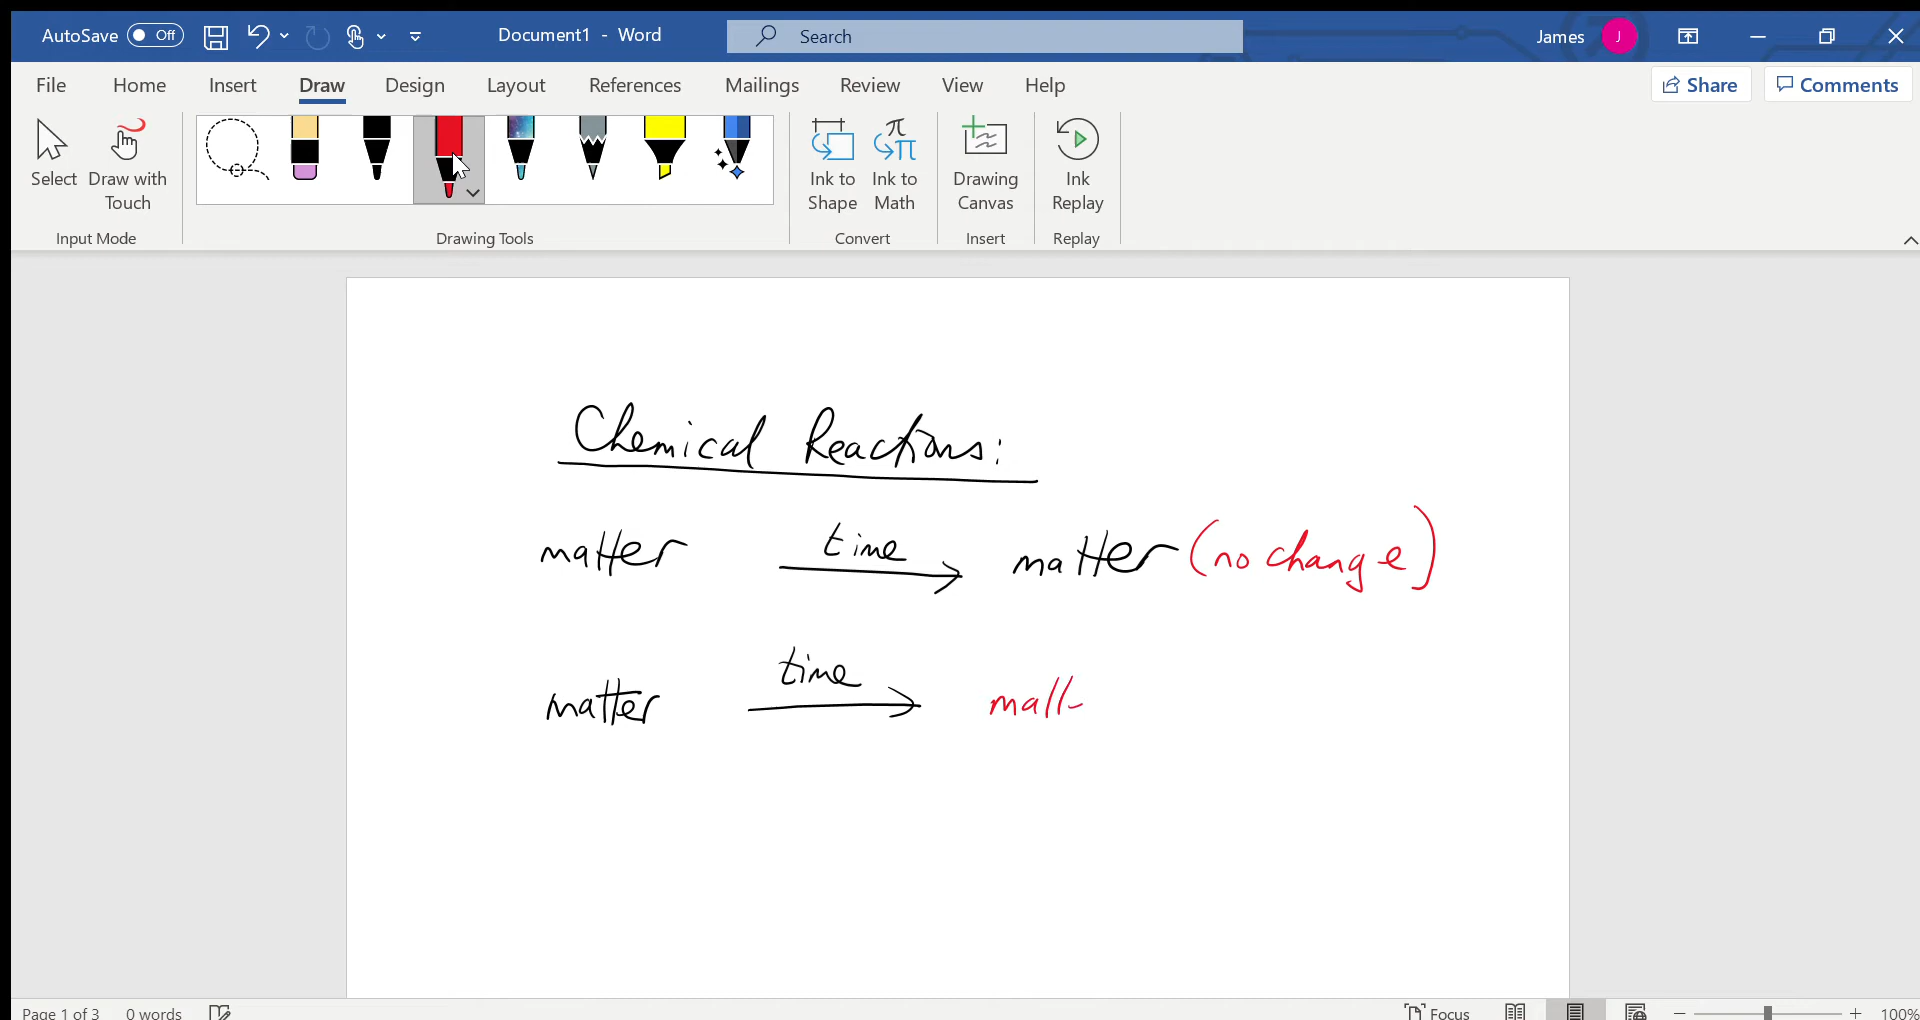 AutoSave Off Document1 - Word Search James J
File Home Insert Draw Design Layout References Mailings Review View Help Share Comments
Select Draw with Touch Ink to Shape Ink to Math Drawing Canvas Ink Replay
Input Mode Drawing Tools Convert Insert Replay
Chemical Reactions:
time
matter matter (no change)
time
matter
Page 1 of 3 0 words Focus 100%